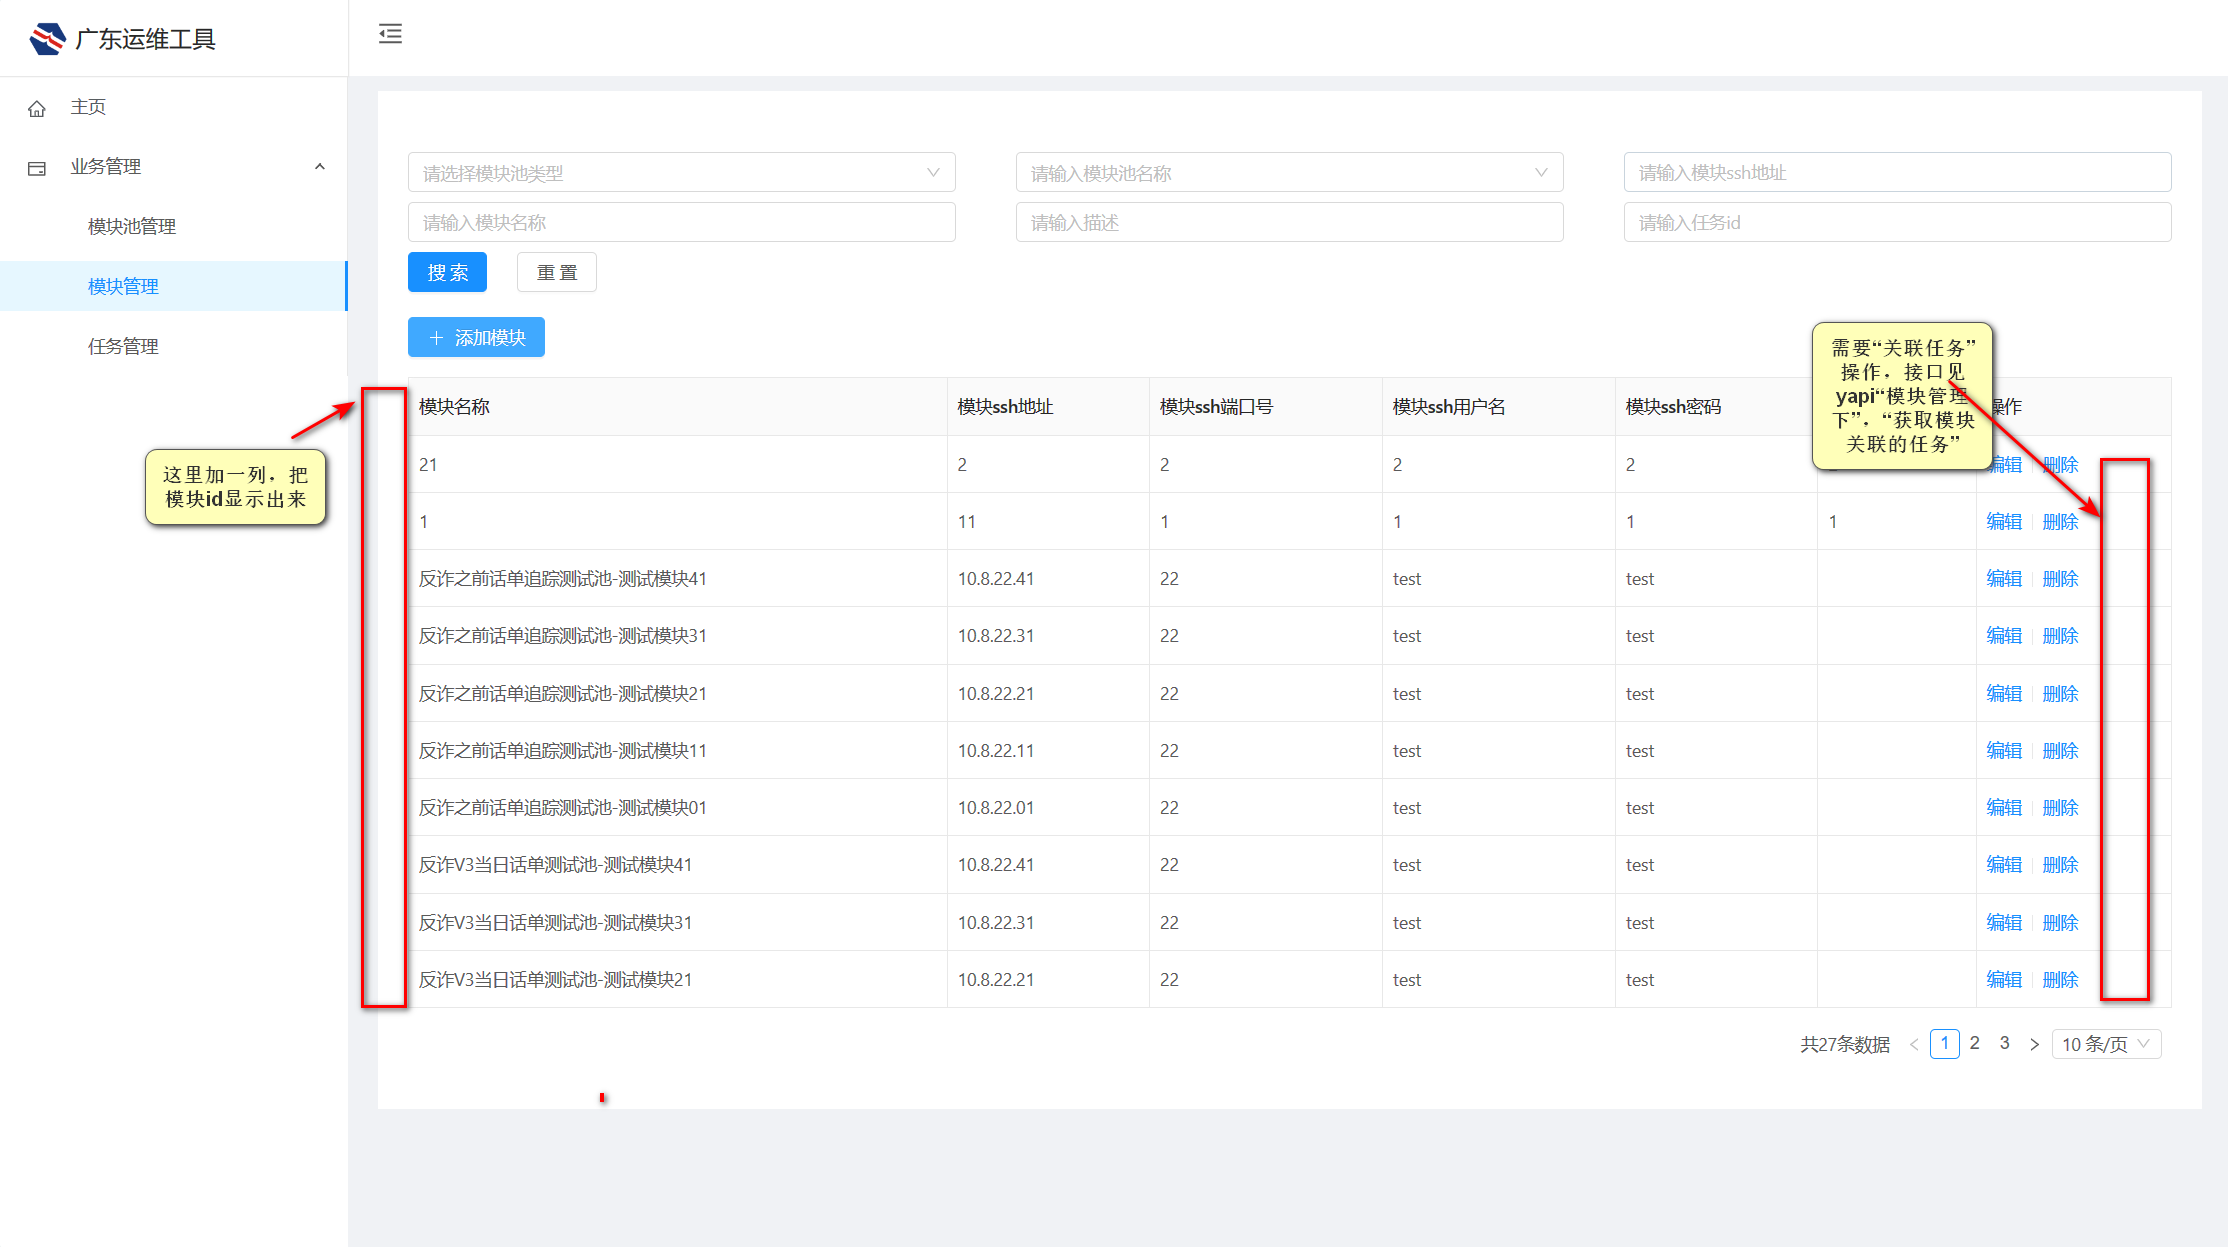 广东运维工具
主页
业务管理
模块池管理
模块管理
任务管理
请选择模块池类型
请输入模块池名称
请输入模块ssh地址
请输入模块名称
请输入描述
请输入任务id
搜 索
重 置
添加模块
需要“关联任务”
操作，接口见
yapi“模块管理
下”，“获取模块
关联的任务”
这里加一列，把
模块id显示出来
模块名称 模块ssh地址 模块ssh端口号 模块ssh用户名 模块ssh密码 操作
21 2 2 2 2 编辑 删除
1 11 1 1 1 1 编辑 删除
反诈之前话单追踪测试池-测试模块41 10.8.22.41 22 test test 编辑 删除
反诈之前话单追踪测试池-测试模块31 10.8.22.31 22 test test 编辑 删除
反诈之前话单追踪测试池-测试模块21 10.8.22.21 22 test test 编辑 删除
反诈之前话单追踪测试池-测试模块11 10.8.22.11 22 test test 编辑 删除
反诈之前话单追踪测试池-测试模块01 10.8.22.01 22 test test 编辑 删除
反诈V3当日话单测试池-测试模块41 10.8.22.41 22 test test 编辑 删除
反诈V3当日话单测试池-测试模块31 10.8.22.31 22 test test 编辑 删除
反诈V3当日话单测试池-测试模块21 10.8.22.21 22 test test 编辑 删除
共27条数据 < 1 2 3 > 10 条/页